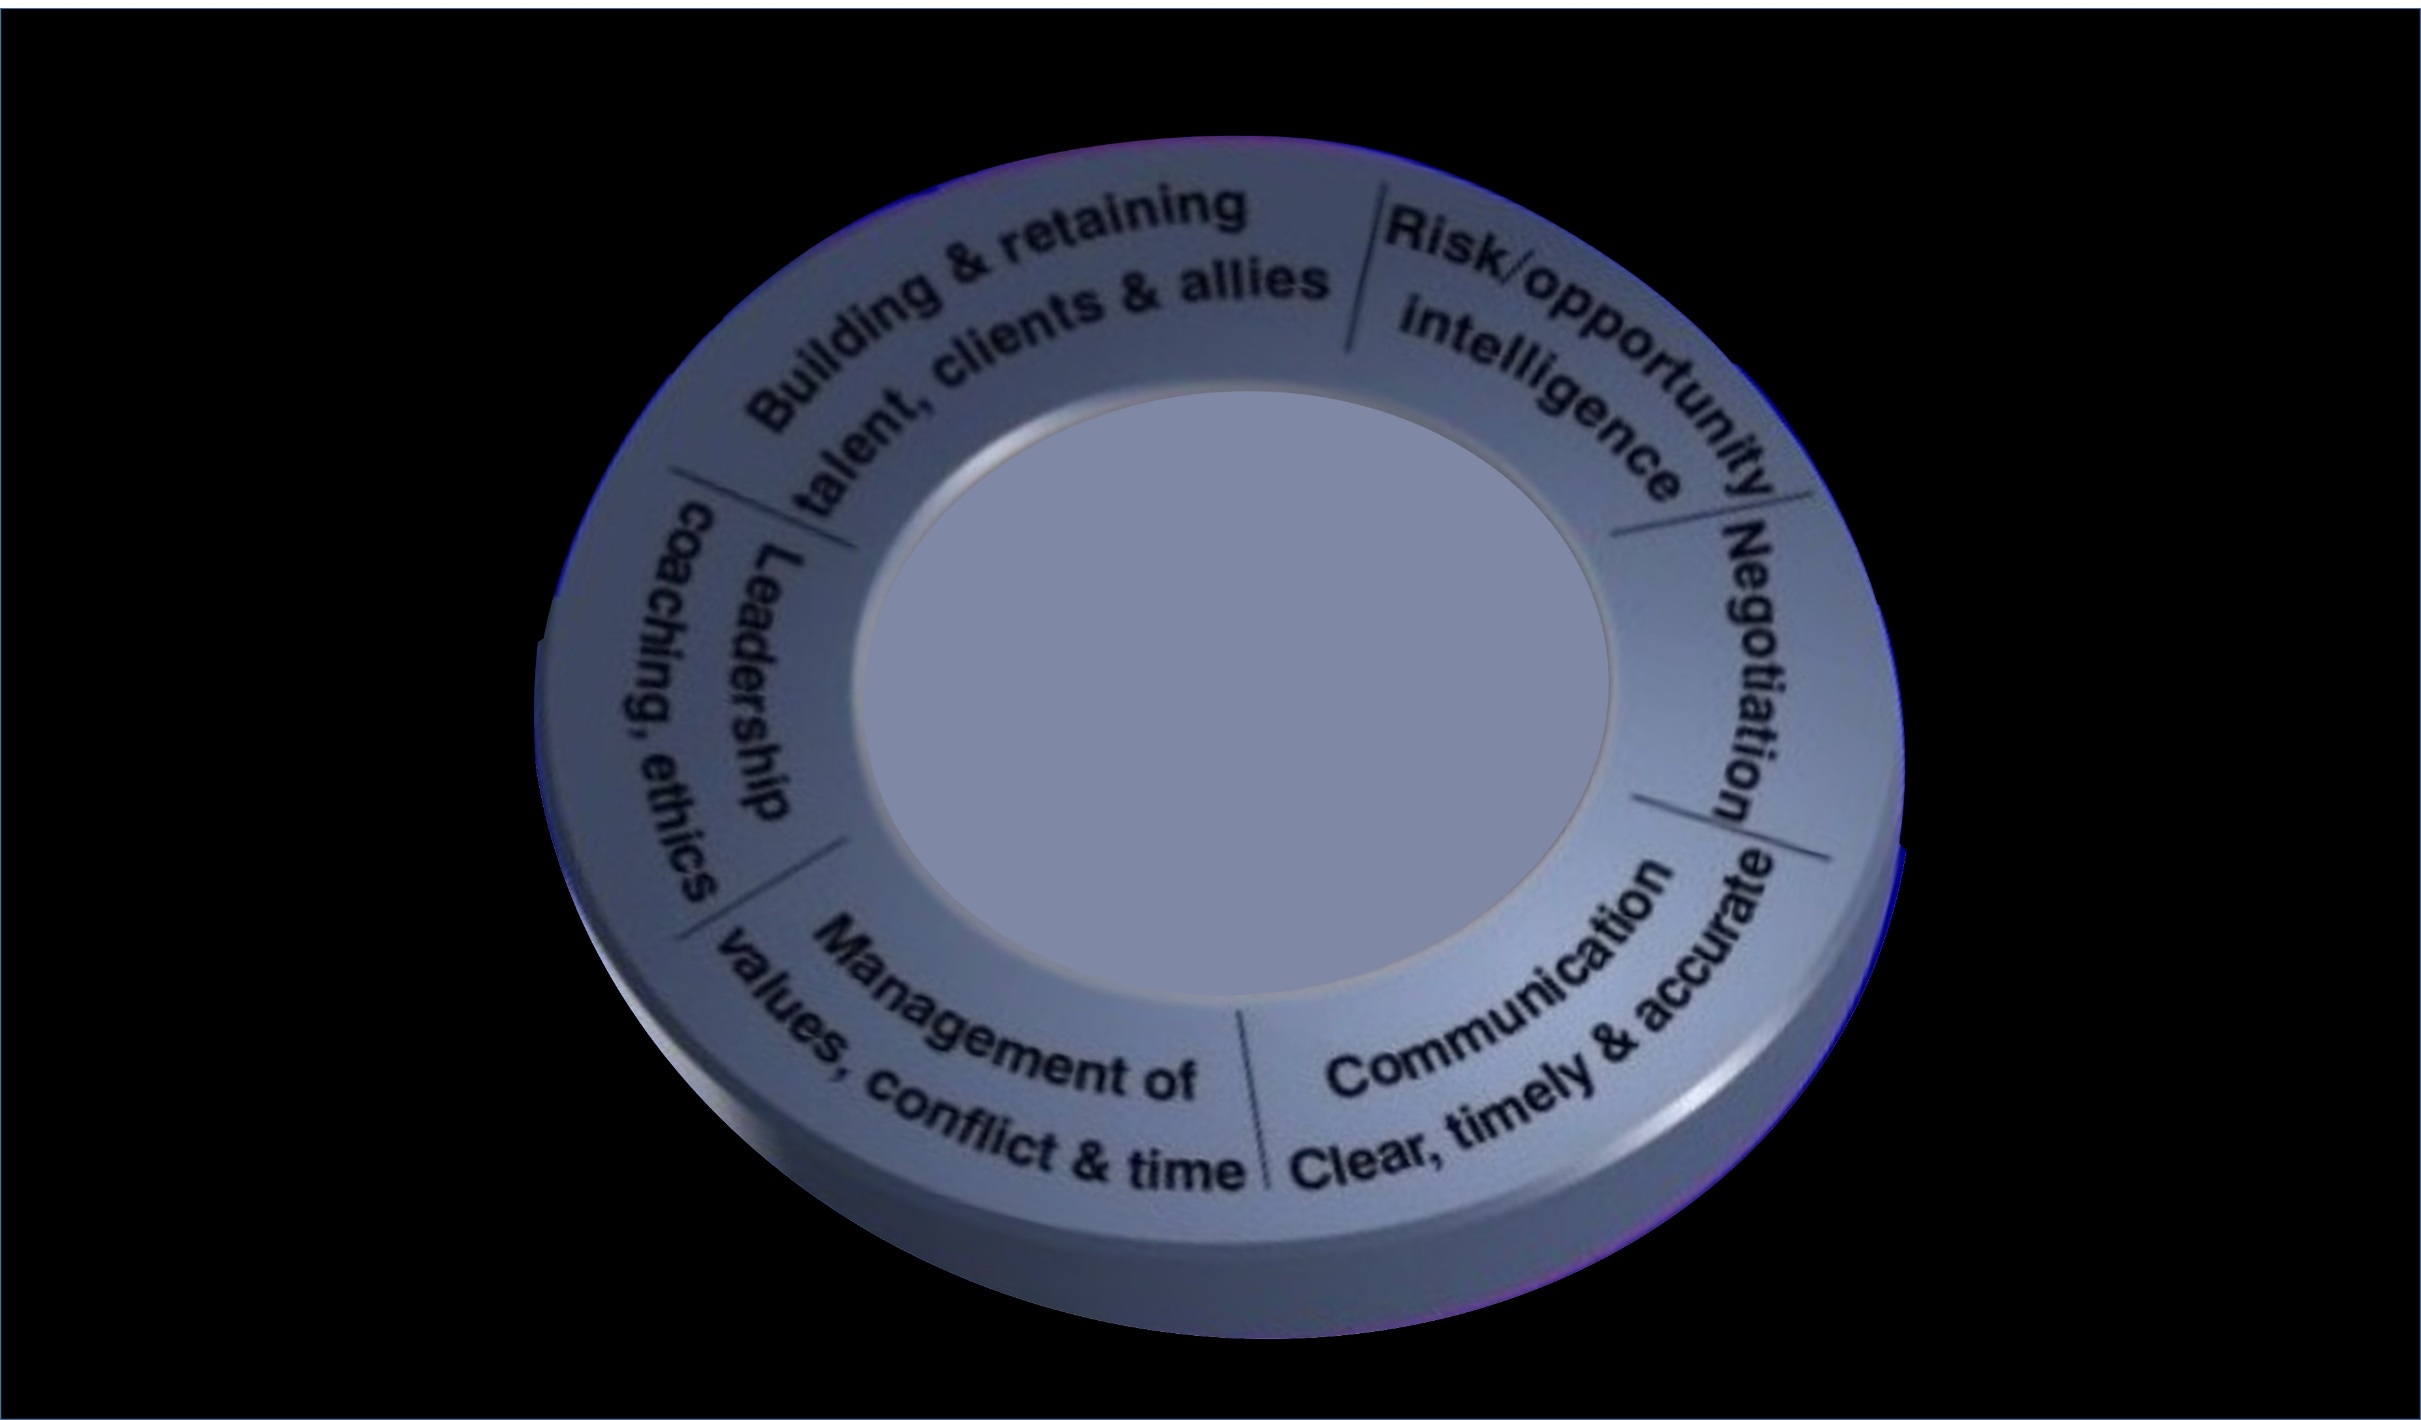 Building & retaining
talent, clients & allies
Risk/opportunity
intelligence
Negotiation
Communication
Clear, timely & accurate
Management of
values, conflict & time
Leadership
coaching, ethics